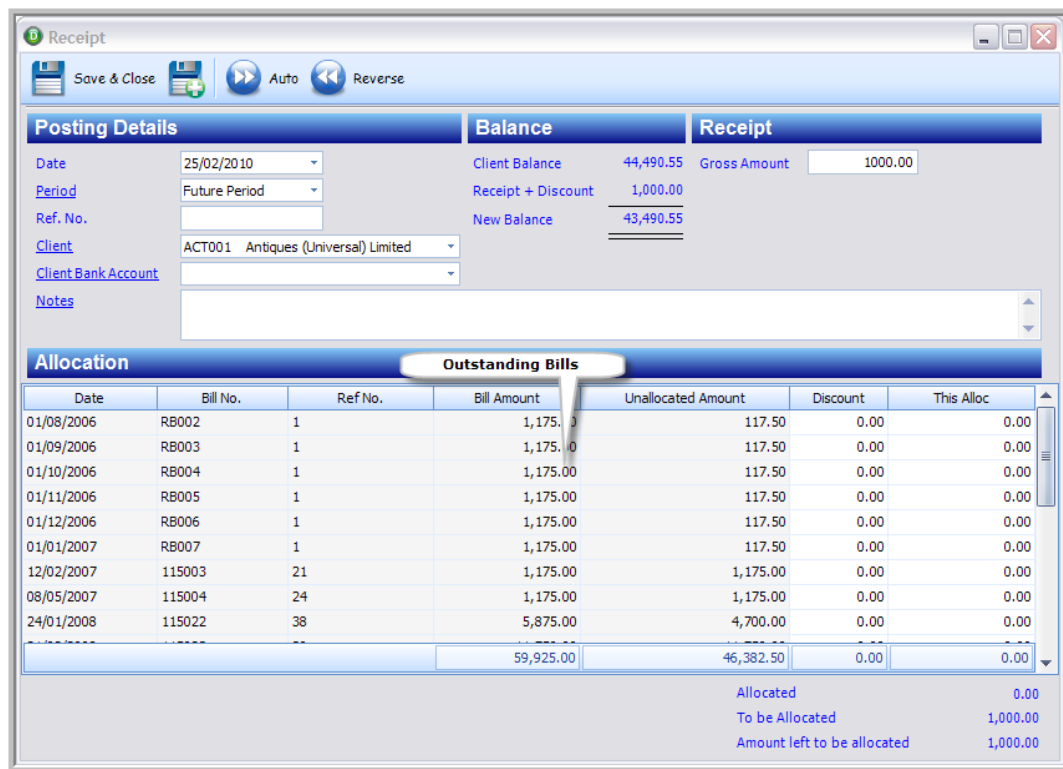 Receipt
Save & Close Auto Reverse
Posting Details Balance Receipt
Date 25/02/2010 Client Balance 44,490.55 Gross Amount 1000.00
Period Future Period Receipt + Discount 1,000.00
Ref. No. New Balance 43,490.55
Client ACT001 Antiques (Universal) Limited
Client Bank Account
Notes
Allocation Outstanding Bills
Date Bill No. Ref No. Bill Amount Unallocated Amount Discount This Alloc
01/08/2006 RB002 1 117.50 0.00 0.00
01/09/2006 RB003 1 117.50 0.00 0.00
01/10/2006 RB004 1 1,175.00 117.50 0.00 0.00
01/11/2006 RB005 1 1,175.00 117.50 0.00 0.00
01/12/2006 RB006 1 1,175.00 117.50 0.00 0.00
01/01/2007 RB007 1 1,175.00 117.50 0.00 0.00
12/02/2007 115003 21 1,175.00 1,175.00 0.00 0.00
08/05/2007 115004 24 1,175.00 1,175.00 0.00 0.00
24/01/2008 115022 38 5,875.00 4,700.00 0.00 0.00
59,925.00 46,382.50 0.00 0.00
Allocated 0.00
To be Allocated 1,000.00
Amount left to be allocated 1,000.00